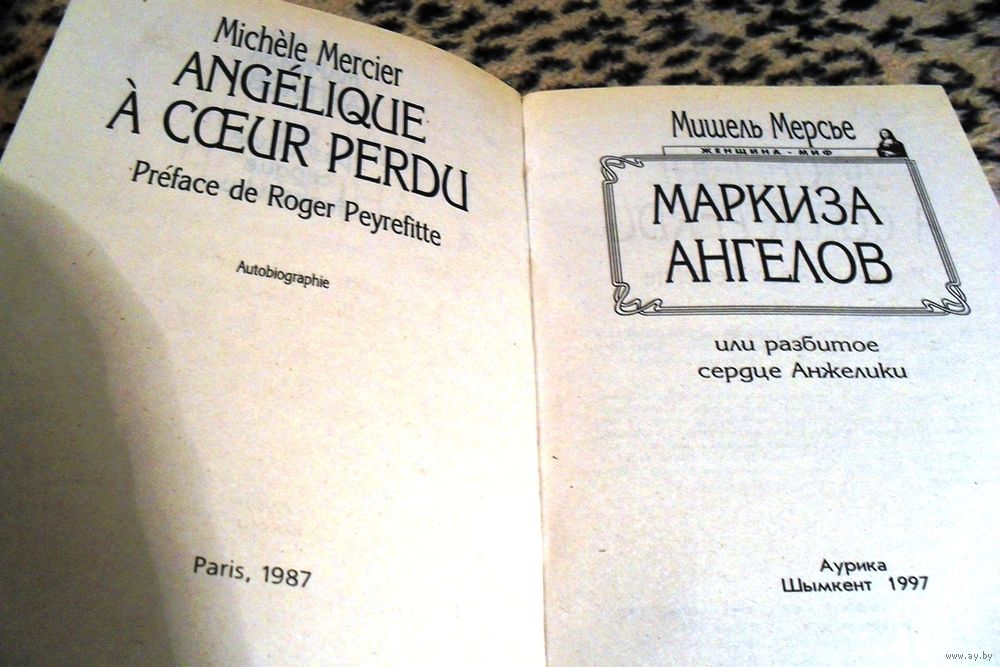 Michèle Mercier
ANGÉLIQUE
À CŒUR PERDU
Préface de Roger Peyrefitte
Autobiographie
Paris, 1987
Мишель Мерсье
ЖЕНЩИНА - МИФ
МАРКИЗА
АНГЕЛОВ
или разбитое
сердце Анжелики
Аурика
Шымкент 1997
www.ay.by